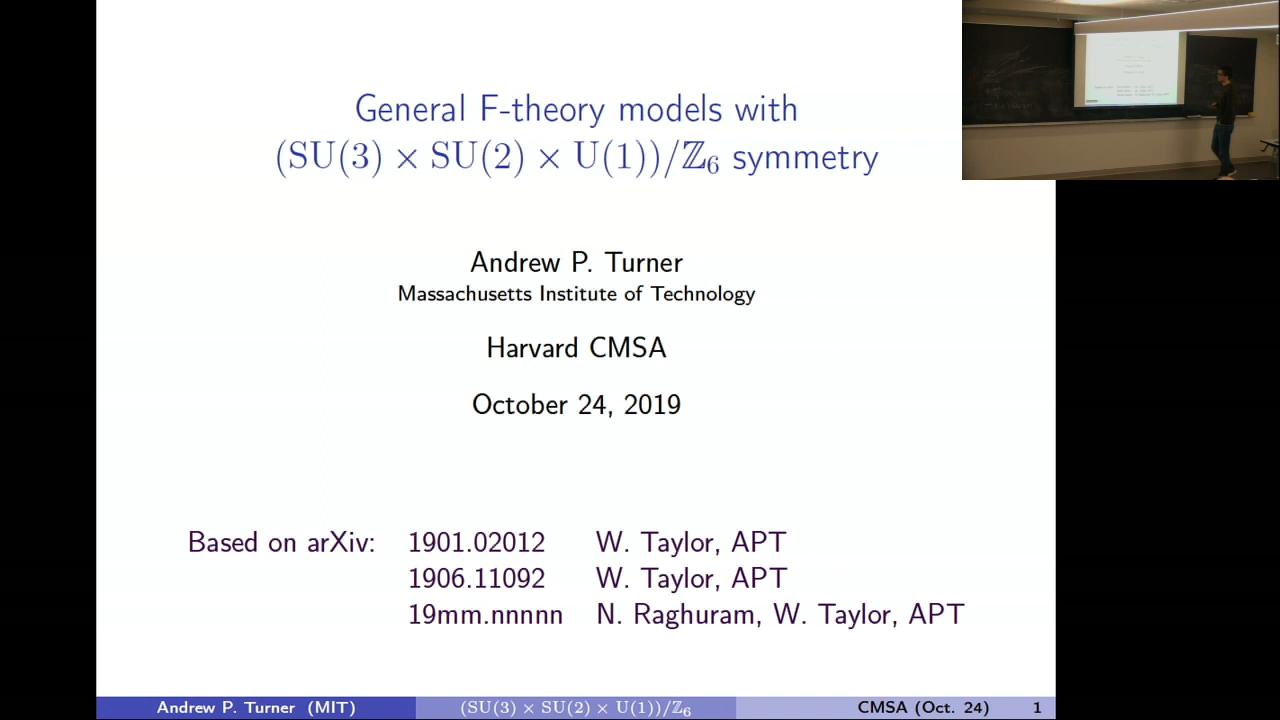 General F-theory models with
(SU(3) × SU(2) × U(1))/ℤ₆ symmetry
Andrew P. Turner
Massachusetts Institute of Technology
Harvard CMSA
October 24, 2019
Based on arXiv: 1901.02012 W. Taylor, APT
1906.11092 W. Taylor, APT
19mm.nnnnn N. Raghuram, W. Taylor, APT
Andrew P. Turner (MIT) (SU(3) × SU(2) × U(1))/ℤ₆ CMSA (Oct. 24) 1